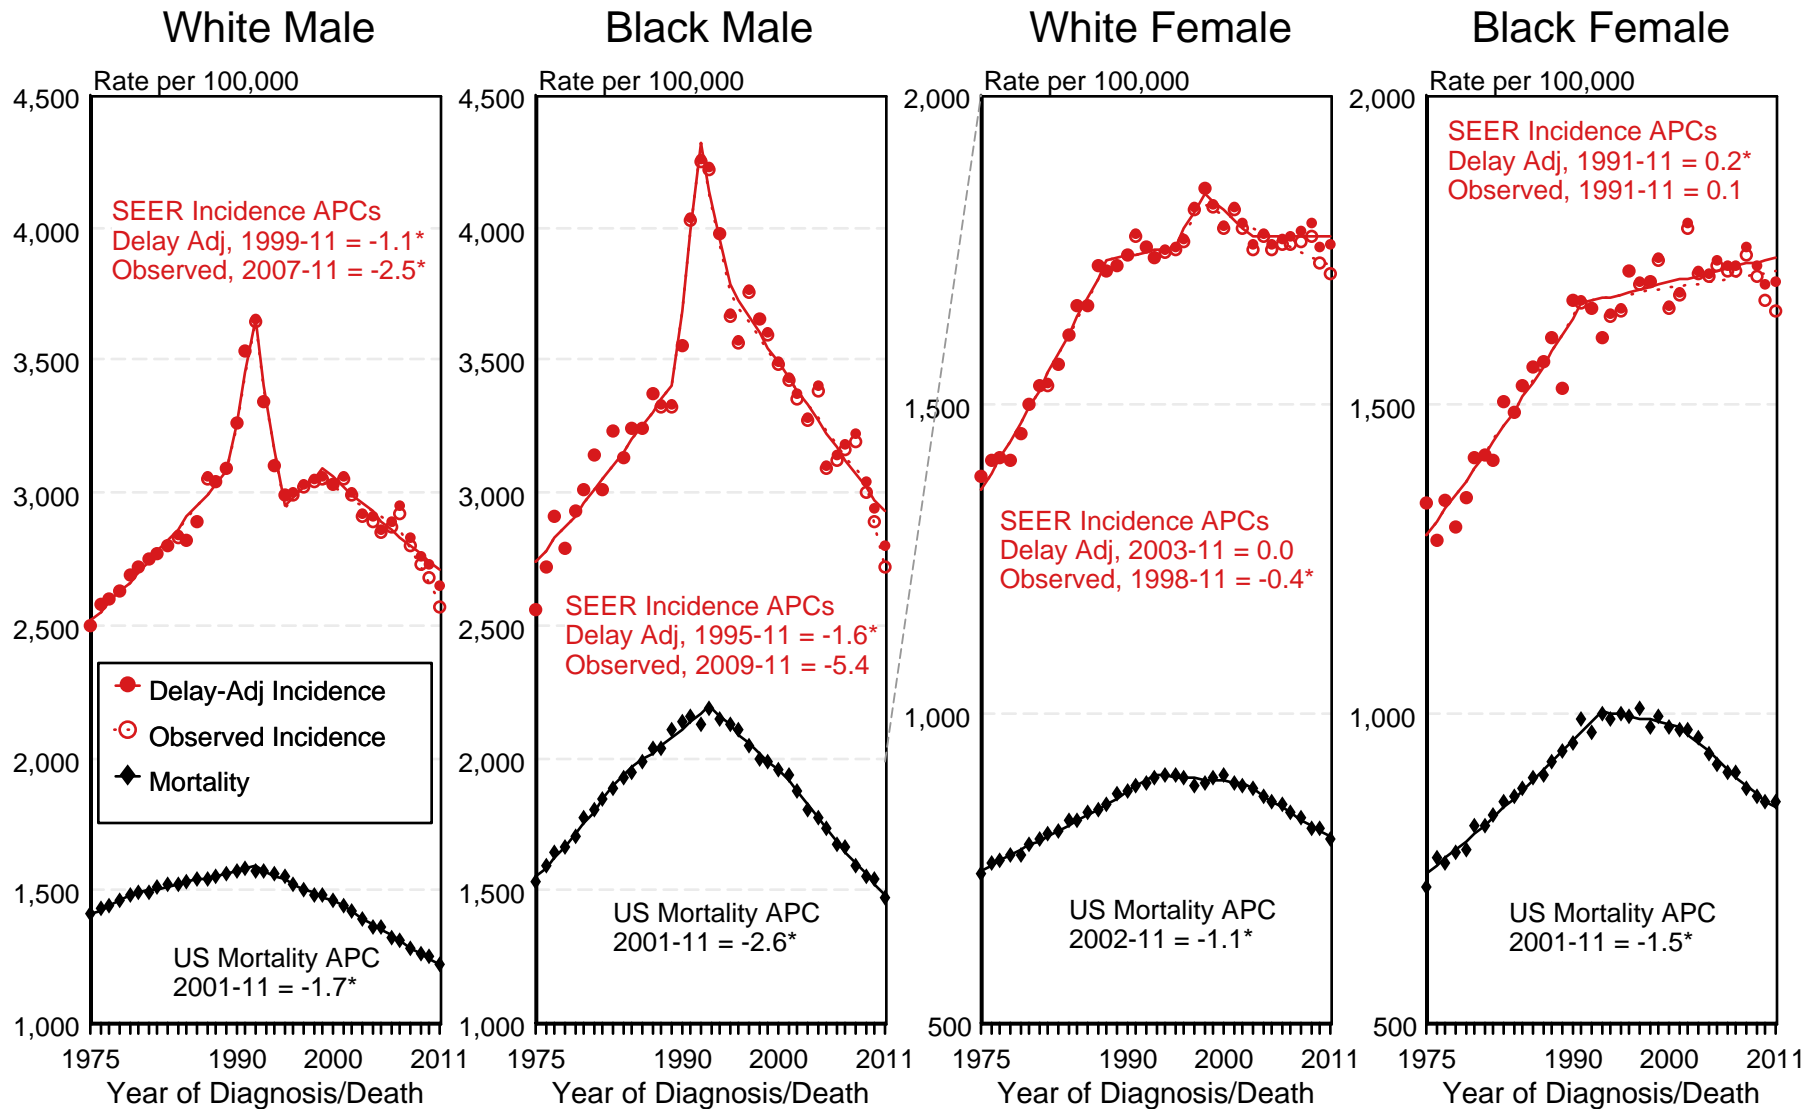 White Male
Rate per 100,000
4,500
4,000
3,500
3,000
2,500
2,000
1,500
1,000
SEER Incidence APCs
Delay Adj, 1999-11 = -1.1*
Observed, 2007-11 = -2.5*
Delay-Adj Incidence
Observed Incidence
Mortality
US Mortality APC
2001-11 = -1.7*
1975 1990 2000 2011
Year of Diagnosis/Death
Black Male
Rate per 100,000
4,500
4,000
3,500
3,000
2,500
2,000
1,500
1,000
SEER Incidence APCs
Delay Adj, 1995-11 = -1.6*
Observed, 2009-11 = -5.4
US Mortality APC
2001-11 = -2.6*
1975 1990 2000 2011
Year of Diagnosis/Death
White Female
Rate per 100,000
2,000
1,500
1,000
500
SEER Incidence APCs
Delay Adj, 2003-11 = 0.0
Observed, 1998-11 = -0.4*
US Mortality APC
2002-11 = -1.1*
1975 1990 2000 2011
Year of Diagnosis/Death
Black Female
Rate per 100,000
2,000
1,500
1,000
500
SEER Incidence APCs
Delay Adj, 1991-11 = 0.2*
Observed, 1991-11 = 0.1
US Mortality APC
2001-11 = -1.5*
1975 1990 2000 2011
Year of Diagnosis/Death